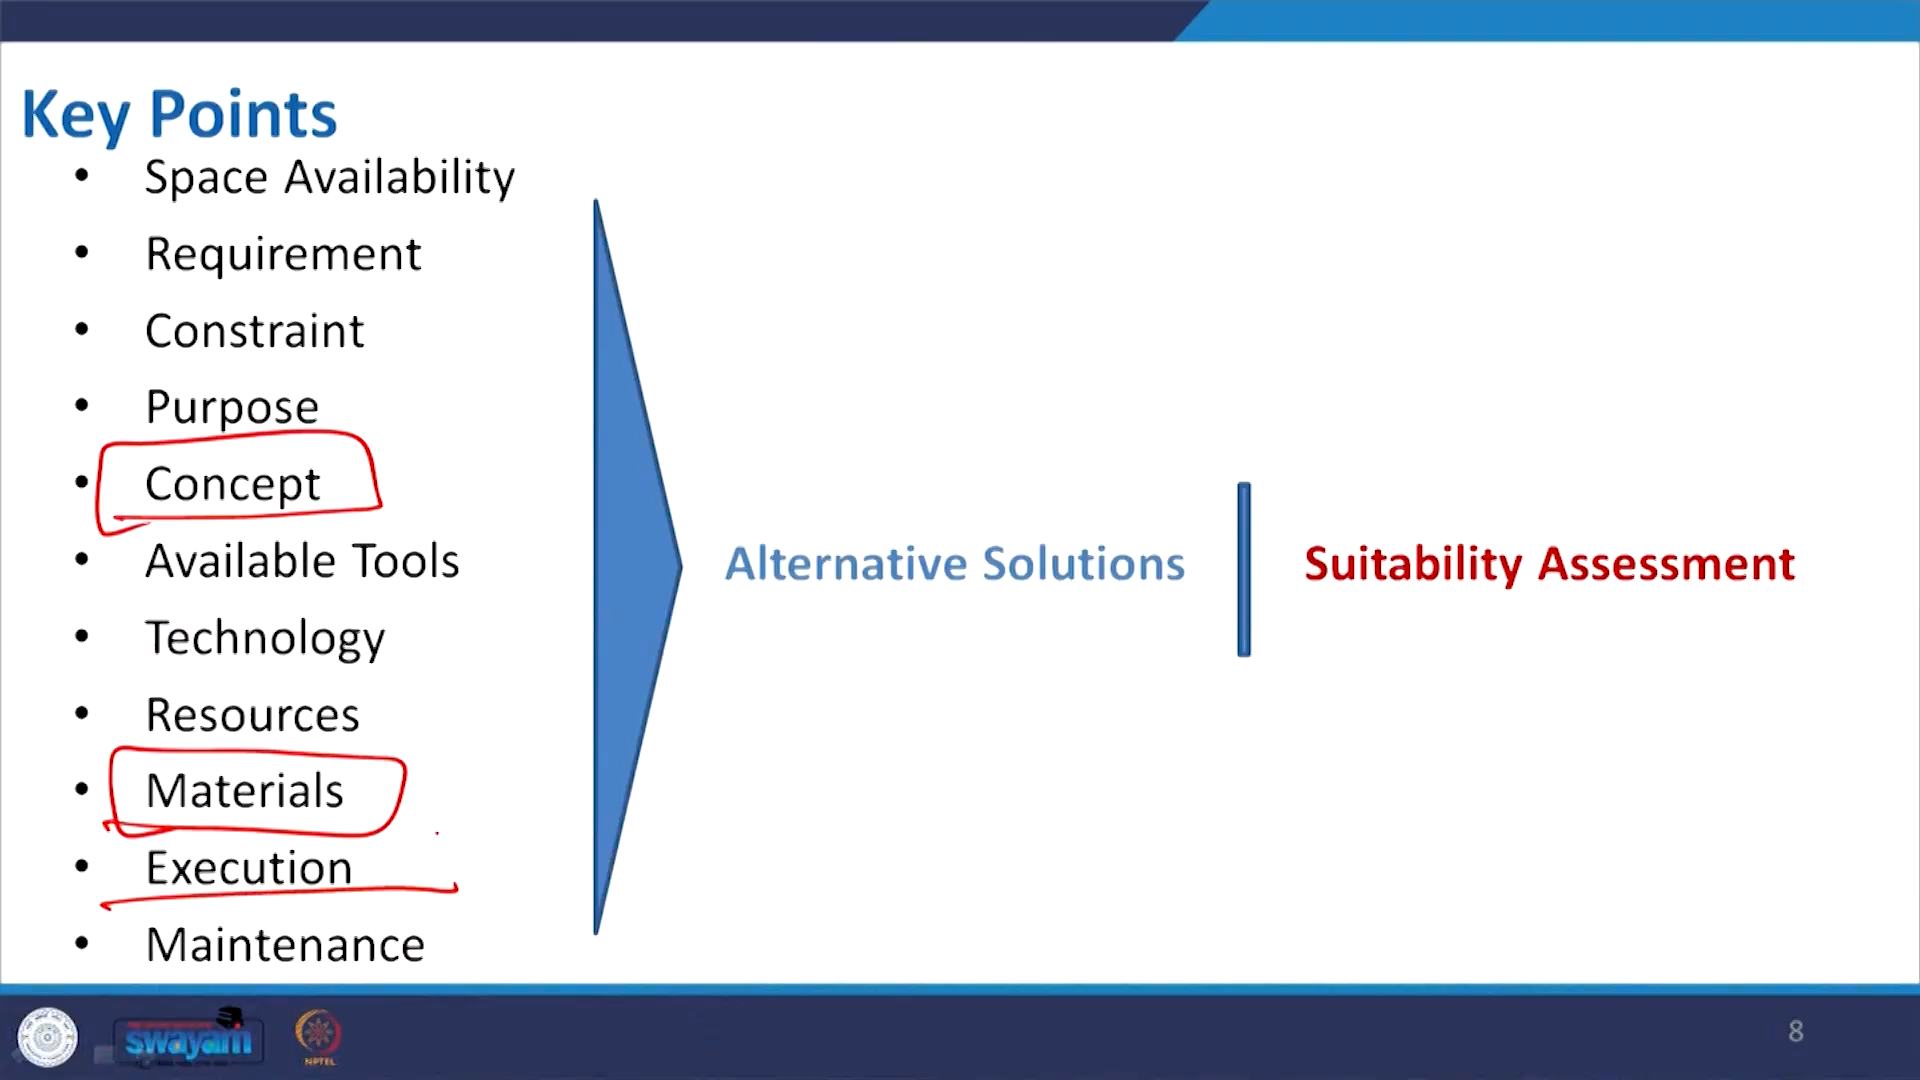 Key Points
• Space Availability
• Requirement
• Constraint
• Purpose
• Concept
• Available Tools
• Technology
• Resources
• Materials
• Execution
• Maintenance
Alternative Solutions
Suitability Assessment
swayam
NPTEL
8